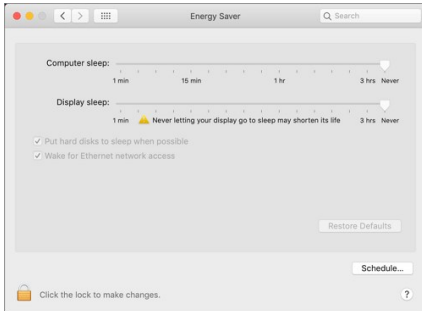 Energy Saver
Search
Computer sleep:
1 min 15 min 1 hr 3 hrs Never
Display sleep:
1 min Never letting your display go to sleep may shorten its life 3 hrs Never
Put hard disks to sleep when possible
Wake for Ethernet network access
Restore Defaults
Schedule...
Click the lock to make changes.
?